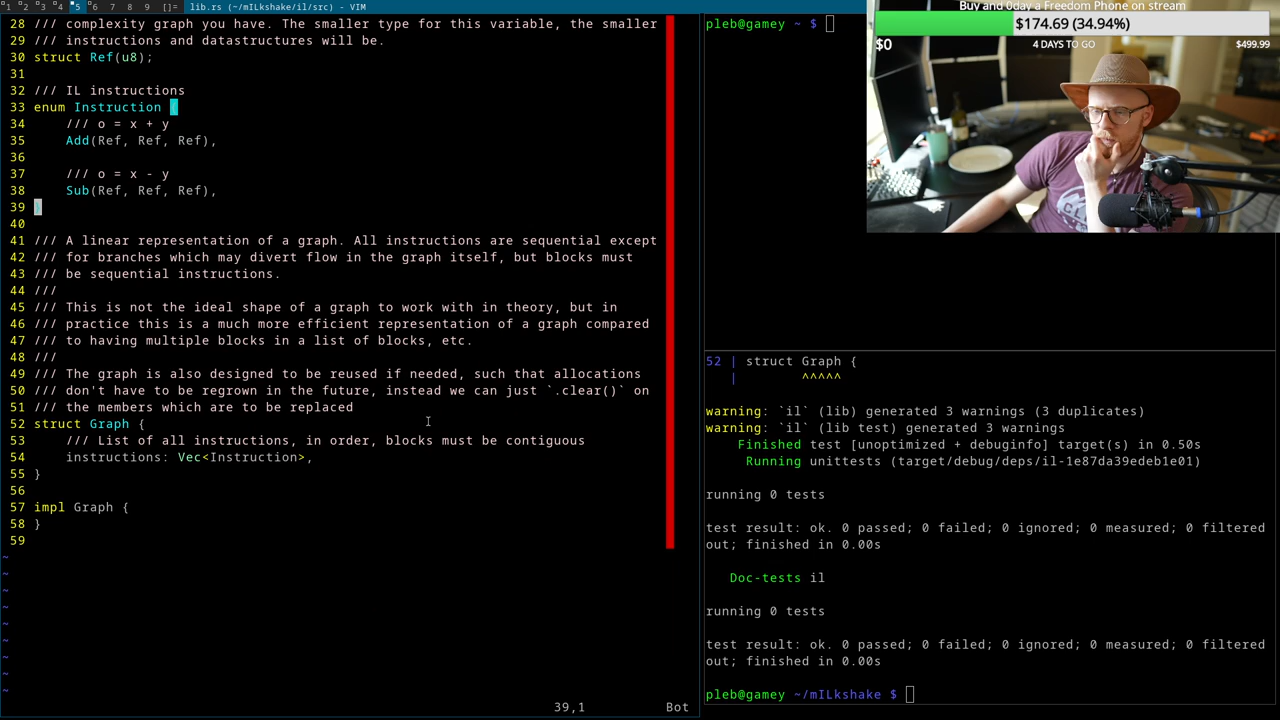 1 2 3 4 5 6 7 8 9 []= lib.rs (~/mILkshake/il/src) - VIM
28 /// complexity graph you have. The smaller type for this variable, the smaller
29 /// instructions and datastructures will be.
30 struct Ref(u8);
31
32 /// IL instructions
33 enum Instruction {
34 /// o = x + y
35 Add(Ref, Ref, Ref),
36
37 /// o = x - y
38 Sub(Ref, Ref, Ref),
39 }
40
41 /// A linear representation of a graph. All instructions are sequential except
42 /// for branches which may divert flow in the graph itself, but blocks must
43 /// be sequential instructions.
44 ///
45 /// This is not the ideal shape of a graph to work with in theory, but in
46 /// practice this is a much more efficient representation of a graph compared
47 /// to having multiple blocks in a list of blocks, etc.
48 ///
49 /// The graph is also designed to be reused if needed, such that allocations
50 /// don't have to be regrown in the future, instead we can just `.clear()` on
51 /// the members which are to be replaced
52 struct Graph {
53 /// List of all instructions, in order, blocks must be contiguous
54 instructions: Vec<Instruction>,
55 }
56
57 impl Graph {
58 }
59
~
~
~
~
~
~
~
~
~
39,1 Bot
pleb@gamey ~ $
Buy and 0day a Freedom Phone on stream
$174.69 (34.94%)
$0 4 DAYS TO GO $499.99
52 | struct Graph {
| ^^^^^
warning: `il` (lib) generated 3 warnings (3 duplicates)
warning: `il` (lib test) generated 3 warnings
Finished test [unoptimized + debuginfo] target(s) in 0.50s
Running unittests (target/debug/deps/il-1e87da39edeb1e01)
running 0 tests
test result: ok. 0 passed; 0 failed; 0 ignored; 0 measured; 0 filtered
out; finished in 0.00s
Doc-tests il
running 0 tests
test result: ok. 0 passed; 0 failed; 0 ignored; 0 measured; 0 filtered
out; finished in 0.00s
pleb@gamey ~/mILkshake $